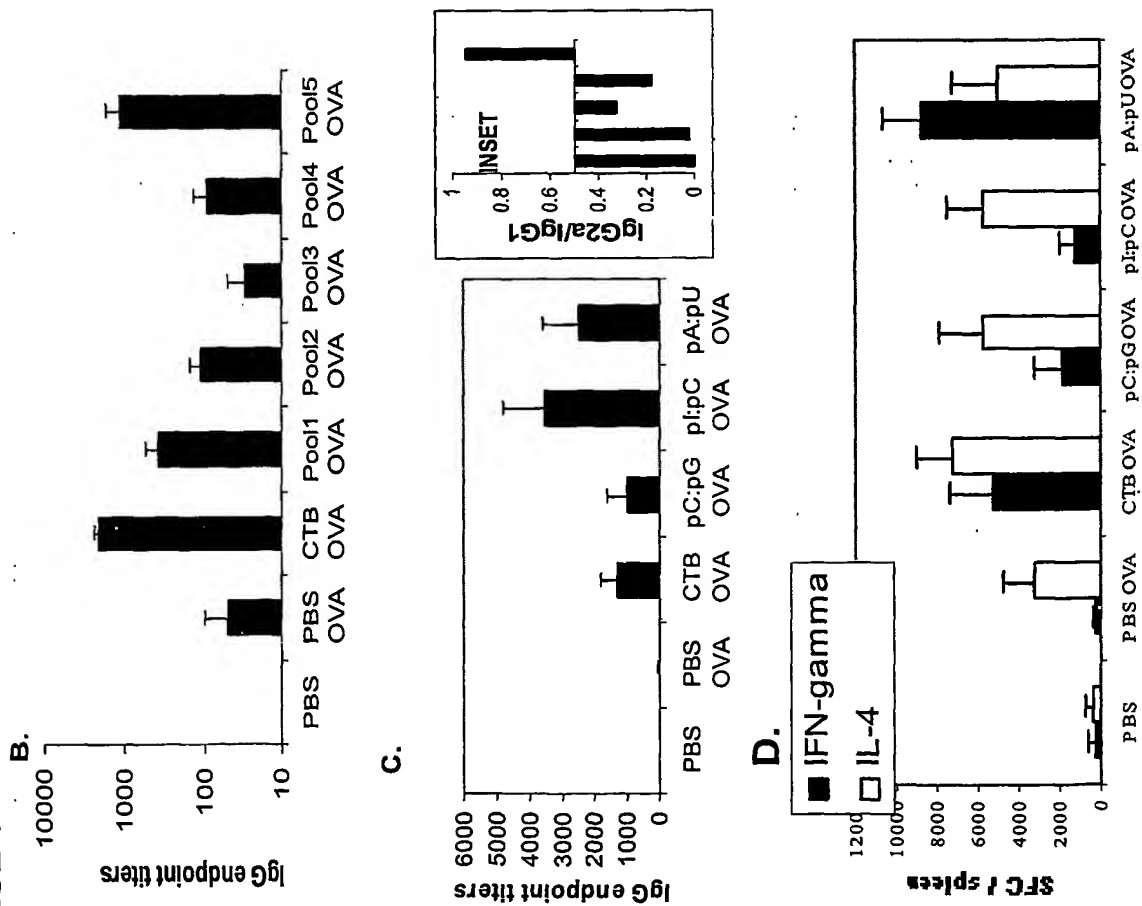 B.
10000
1000
100
10
IgG endpoint titers
PBS
PBS OVA
CTB OVA
Pool1 OVA
Pool2 OVA
Pool3 OVA
Pool4 OVA
Pool5 OVA
C.
6000
5000
4000
3000
2000
1000
0
IgG endpoint titers
PBS
PBS OVA
CTB OVA
pC:pG OVA
pI:pC OVA
pA:pU OVA
INSET
1
0.8
0.6
0.4
0.2
0
IgG2a/IgG1
D.
IFN-gamma
IL-4
1200
10000
8000
6000
4000
2000
0
SFC / spleen
PBS
PBS OVA
CTB OVA
pC:pG OVA
pI:pC OVA
pA:pU OVA